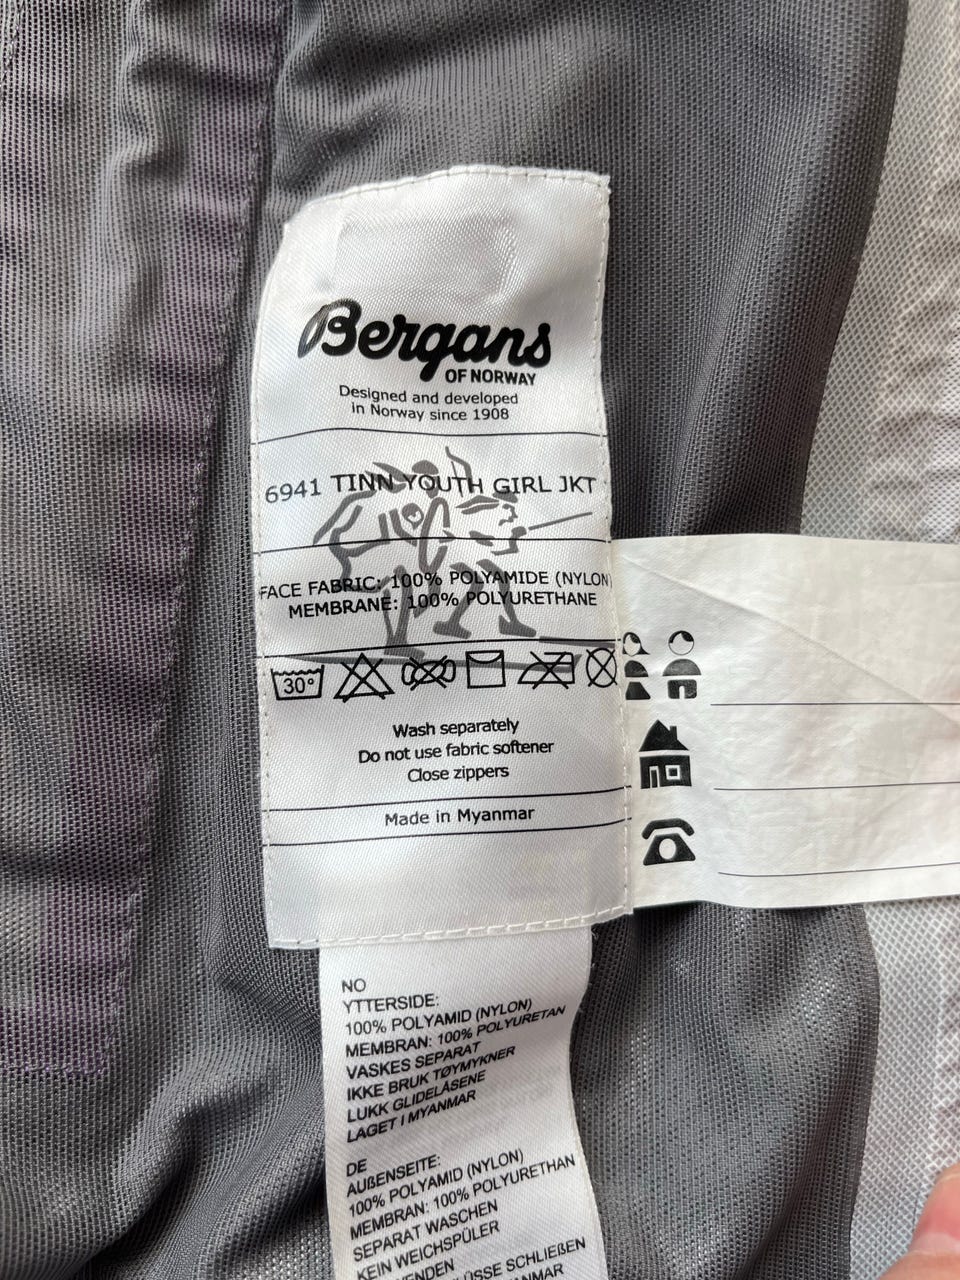 Bergans
OF NORWAY
Designed and developed
in Norway since 1908
6941 TINN YOUTH GIRL JKT
FACE FABRIC: 100% POLYAMIDE (NYLON)
MEMBRANE: 100% POLYURETHANE
30°
Wash separately
Do not use fabric softener
Close zippers
Made in Myanmar
NO
YTTERSIDE:
100% POLYAMID (NYLON)
MEMBRAN: 100% POLYURETAN
VASKES SEPARAT
IKKE BRUK TØYMYKNER
LUKK GLIDELÅSENE
LAGET I MYANMAR
DE
AUßENSEITE:
100% POLYAMID (NYLON)
MEMBRAN: 100% POLYURETHAN
SEPARAT WASCHEN
KEIN WEICHSPÜLER
SCHLIEßEN